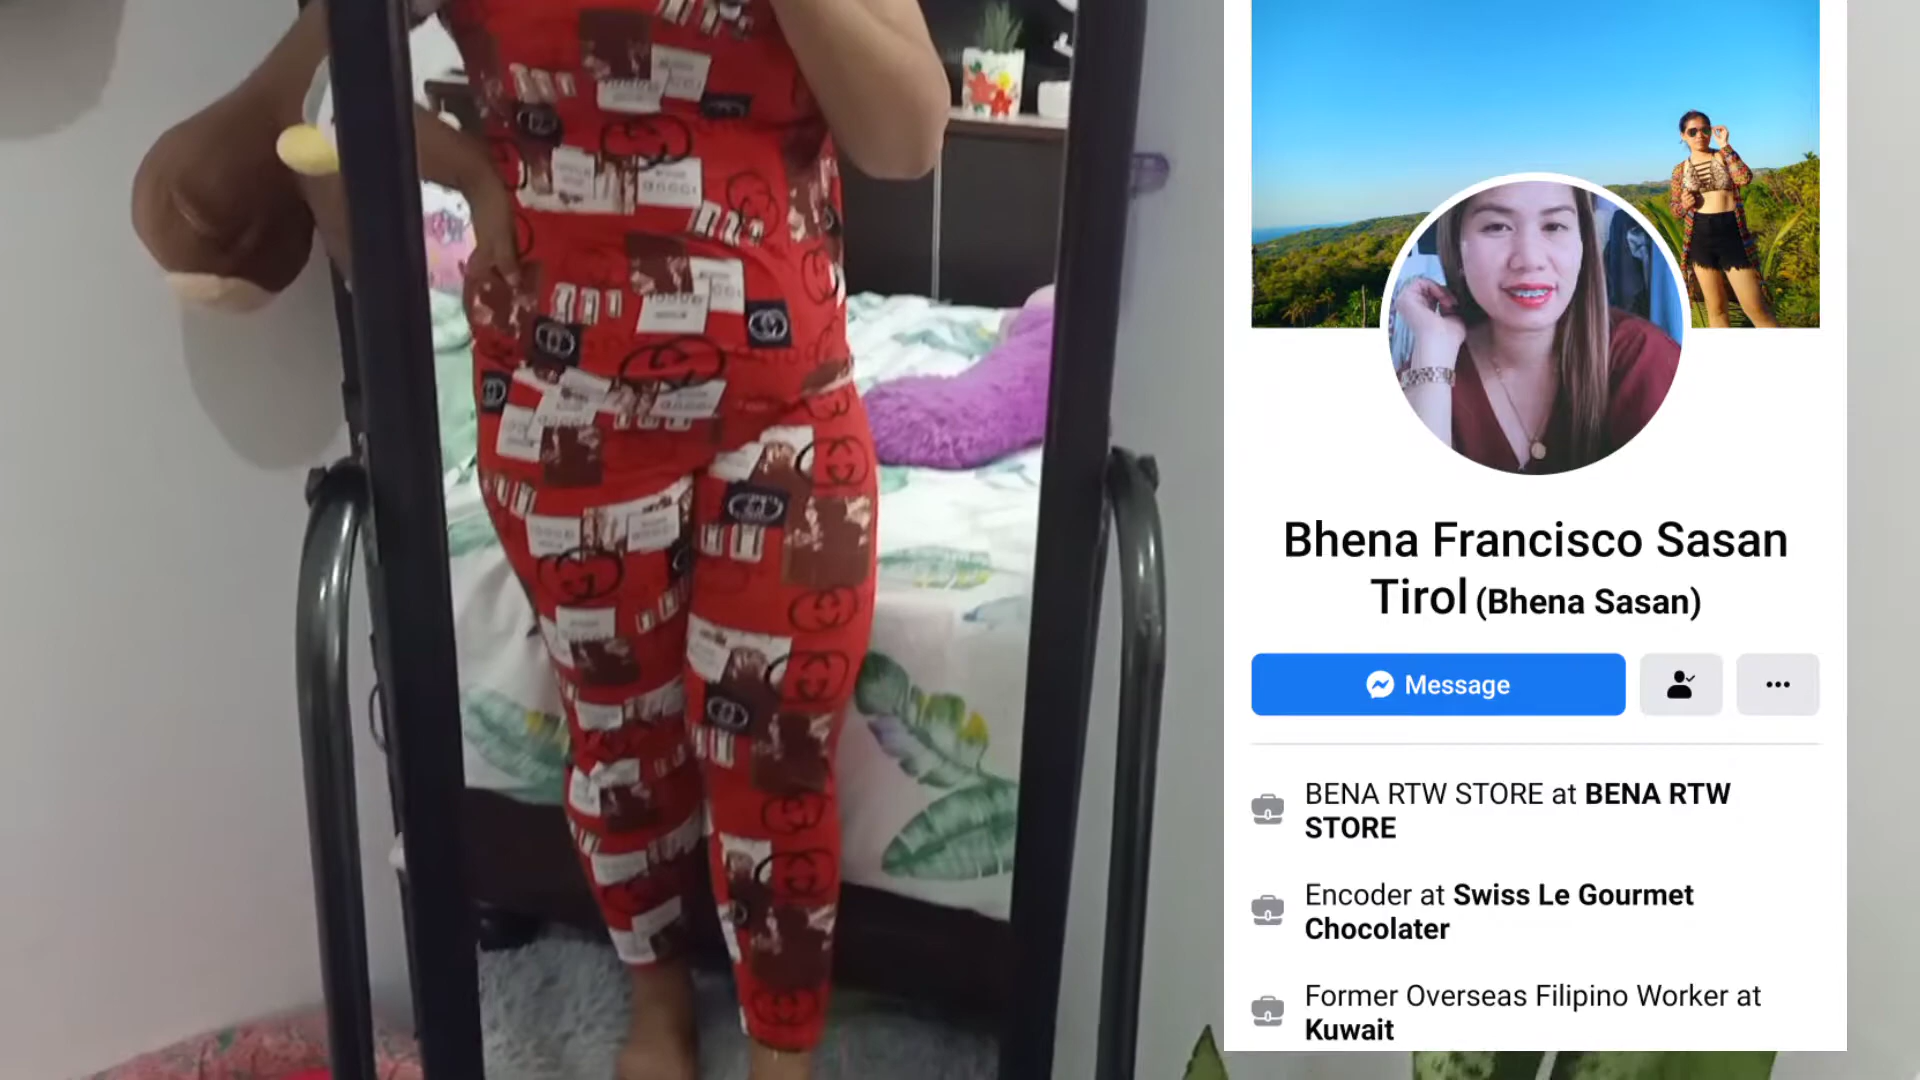 Bhena Francisco Sasan
Tirol (Bhena Sasan)
Message
BENA RTW STORE at BENA RTW
STORE
Encoder at Swiss Le Gourmet
Chocolater
Former Overseas Filipino Worker at
Kuwait